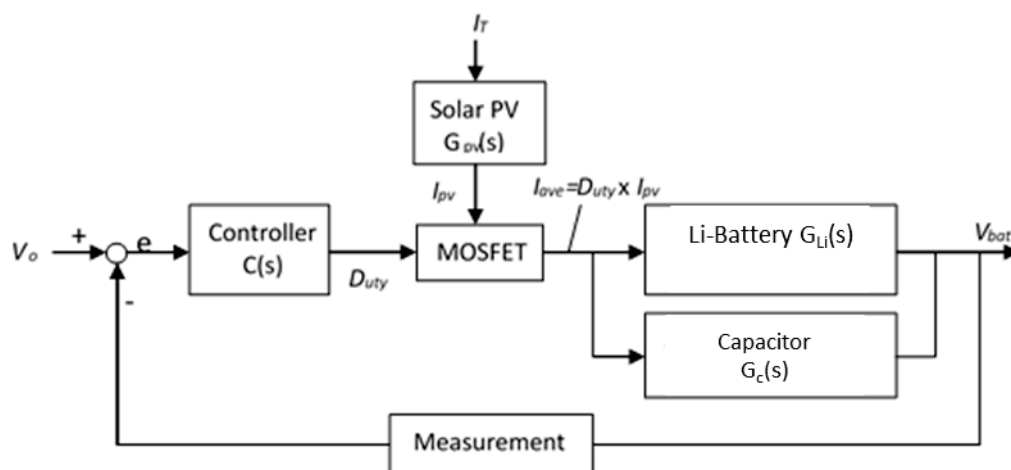 I_T
Solar PV
G_pv(s)
I_pv
I_ave=D_uty x I_pv
V_o
+
e
-
Controller
C(s)
D_uty
MOSFET
Li-Battery G_Li(s)
V_bat
Capacitor
G_c(s)
Measurement